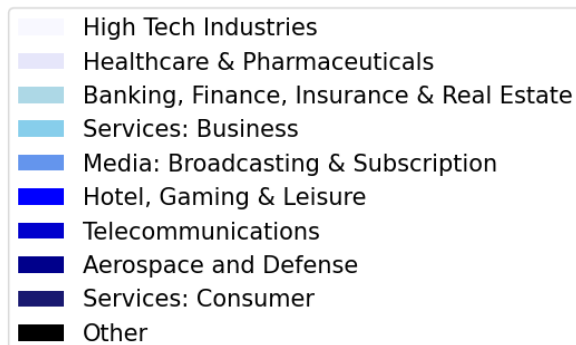 High Tech Industries
Healthcare & Pharmaceuticals
Banking, Finance, Insurance & Real Estate
Services: Business
Media: Broadcasting & Subscription
Hotel, Gaming & Leisure
Telecommunications
Aerospace and Defense
Services: Consumer
Other